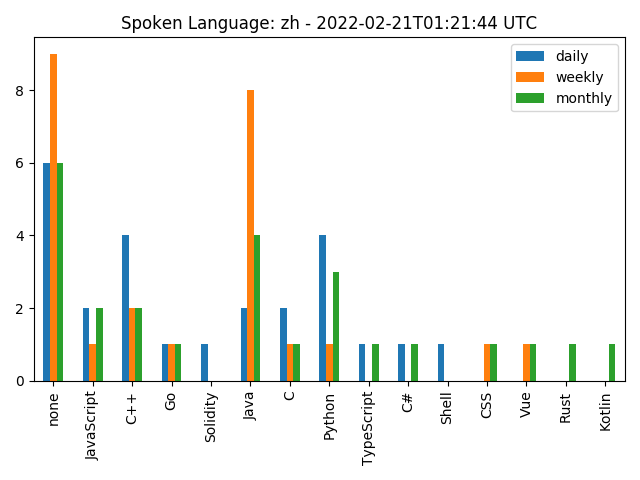 Spoken Language: zh - 2022-02-21T01:21:44 UTC
daily
weekly
monthly
8
6
4
2
0
none
JavaScript
C++
Go
Solidity
Java
C
Python
TypeScript
C#
Shell
CSS
Vue
Rust
Kotlin